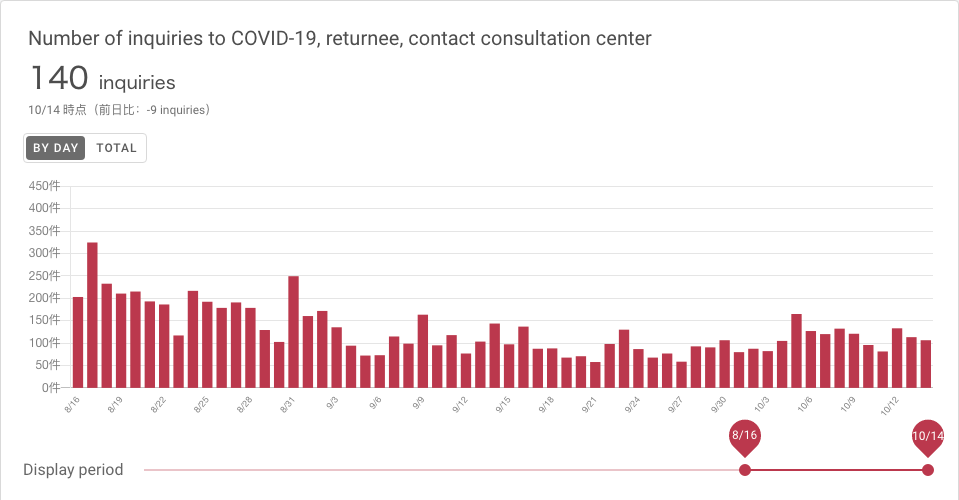 Number of inquiries to COVID-19, returnee, contact consultation center
140 inquiries
10/14 時点（前日比：-9 inquiries）
BY DAY TOTAL
450件
400件
350件
300件
250件
200件
150件
100件
50件
0件
8/16 8/19 8/22 8/25 8/28 8/31 9/3 9/6 9/9 9/12 9/15 9/18 9/21 9/24 9/27 9/30 10/3 10/6 10/9 10/12
8/16 10/14
Display period